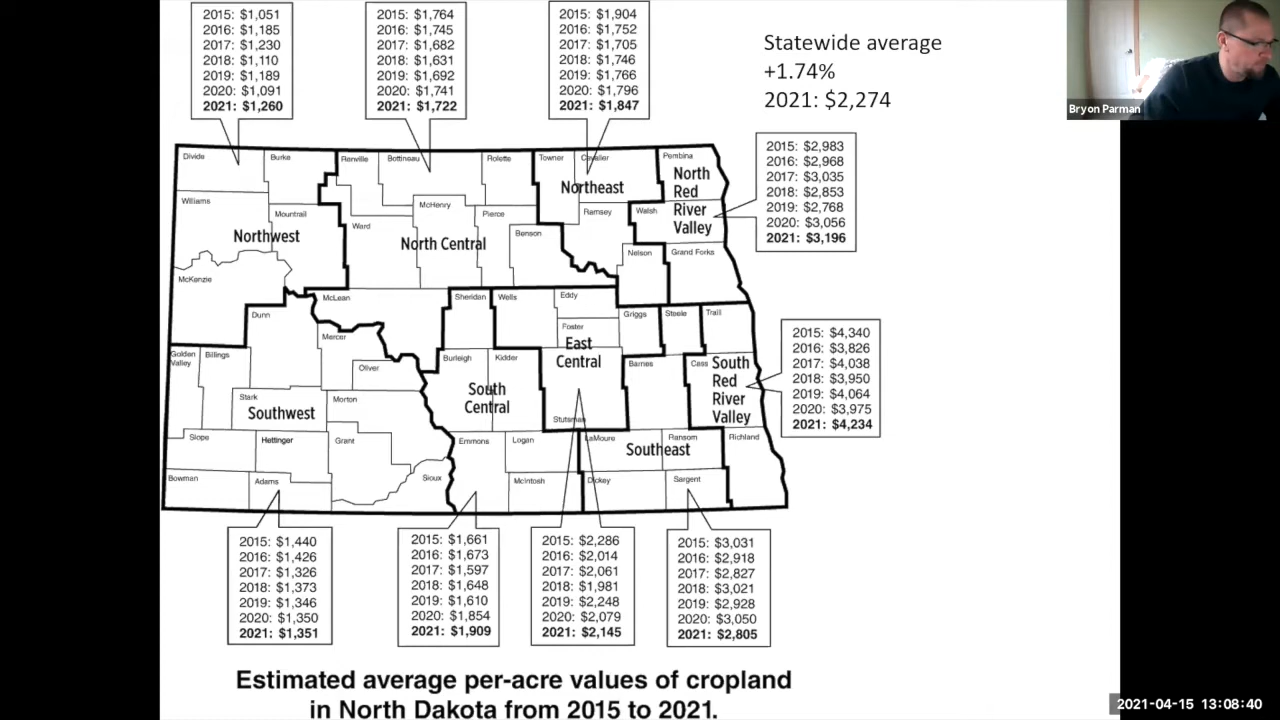 2015: $1,051
2016: $1,185
2017: $1,230
2018: $1,110
2019: $1,189
2020: $1,091
2021: $1,260
2015: $1,764
2016: $1,745
2017: $1,682
2018: $1,631
2019: $1,692
2020: $1,741
2021: $1,722
2015: $1,904
2016: $1,752
2017: $1,705
2018: $1,746
2019: $1,766
2020: $1,796
2021: $1,847
Statewide average
+1.74%
2021: $2,274
Bryon Parman
2015: $2,983
2016: $2,968
2017: $3,035
2018: $2,853
2019: $2,768
2020: $3,056
2021: $3,196
Divide
Burke
Renville
Bottineau
Rolette
Towner
Cavalier
Pembina
North
Red
River
Valley
Northeast
Williams
Mountrail
McHenry
Pierce
Ramsey
Walsh
Ward
Benson
Northwest
North Central
Nelson
Grand Forks
McKenzie
McLean
Sheridan
Wells
Eddy
Griggs
Steele
Traill
Dunn
Foster
Mercer
East
Central
Golden
Valley
Billings
Oliver
Burleigh
Kidder
Barnes
Cass
South
Red
River
Valley
2015: $4,340
2016: $3,826
2017: $4,038
2018: $3,950
2019: $4,064
2020: $3,975
2021: $4,234
Stark
Morton
Southwest
South
Central
Stutsman
Slope
Hettinger
Grant
Emmons
Logan
LaMoure
Ransom
Richland
Southeast
Bowman
Adams
Sioux
McIntosh
Dickey
Sargent
2015: $1,440
2016: $1,426
2017: $1,326
2018: $1,373
2019: $1,346
2020: $1,350
2021: $1,351
2015: $1,661
2016: $1,673
2017: $1,597
2018: $1,648
2019: $1,610
2020: $1,854
2021: $1,909
2015: $2,286
2016: $2,014
2017: $2,061
2018: $1,981
2019: $2,248
2020: $2,079
2021: $2,145
2015: $3,031
2016: $2,918
2017: $2,827
2018: $3,021
2019: $2,928
2020: $3,050
2021: $2,805
Estimated average per-acre values of cropland
in North Dakota from 2015 to 2021.
2021-04-15 13:08:40